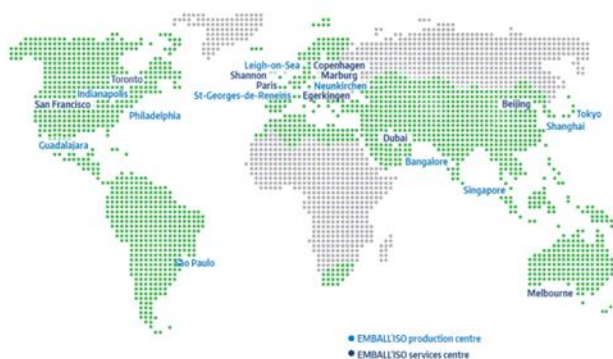 Leigh-on-Sea
Copenhagen
Toronto
Shannon
Marburg
Indianapolis
Paris
Neunkirchen
San Francisco
St-Georges-de-Reneins
Egerkingen
Beijing
Philadelphia
Tokyo
Shanghai
Guadalajara
Dubai
Bangalore
Singapore
São Paulo
Melbourne
EMBALL'ISO production centre
EMBALL'ISO services centre